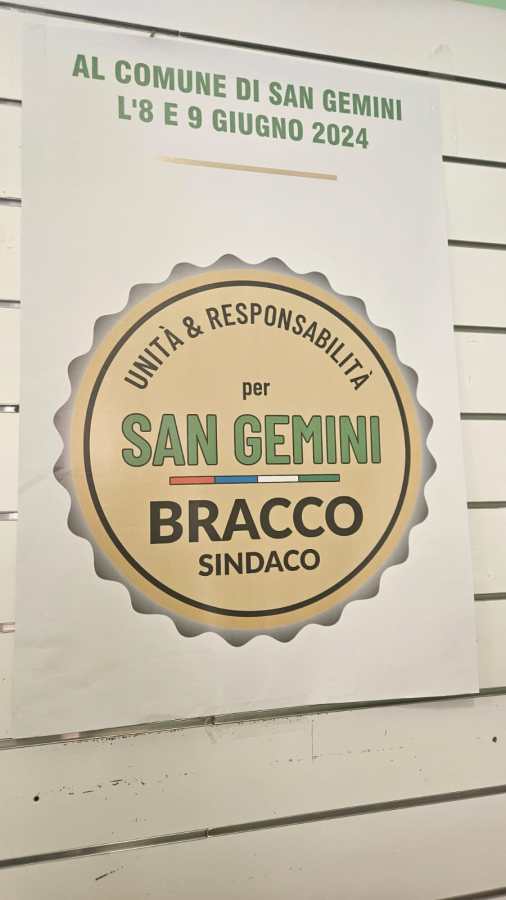 AL COMUNE DI SAN GEMINI
L'8 E 9 GIUGNO 2024
UNITÀ & RESPONSABILITÀ
per
SAN GEMINI
BRACCO
SINDACO